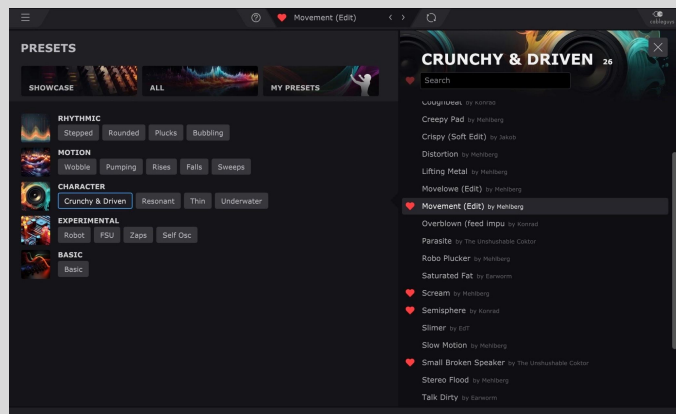 Movement (Edit)
cableguys
PRESETS
SHOWCASE
ALL
MY PRESETS
RHYTHMIC
Stepped Rounded Plucks Bubbling
MOTION
Wobble Pumping Rises Falls Sweeps
CHARACTER
Crunchy & Driven Resonant Thin Underwater
EXPERIMENTAL
Robot FSU Zaps Self Osc
BASIC
Basic
CRUNCHY & DRIVEN 26
Search
Coughbeat by Konrad
Creepy Pad by Mehlberg
Crispy (Soft Edit) by Jakob
Distortion by Mehlberg
Lifting Metal by Mehlberg
Movelowe (Edit) by Mehlberg
Movement (Edit) by Mehlberg
Overblown (feed impu by Konrad
Parasite by The Unshushable Coktor
Robo Plucker by Mehlberg
Saturated Fat by Earworm
Scream by Mehlberg
Semisphere by Konrad
Slimer by EdT
Slow Motion by Mehlberg
Small Broken Speaker by The Unshushable Coktor
Stereo Flood by Mehlberg
Talk Dirty by Earworm